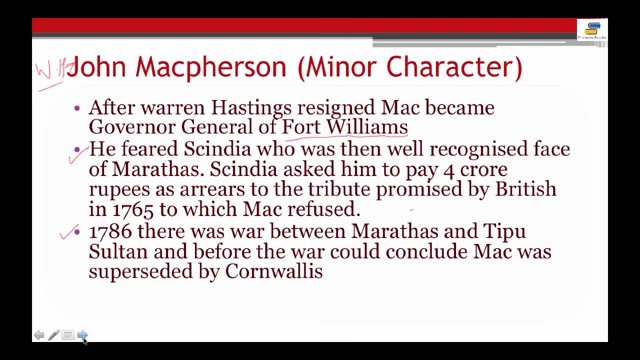 John Macpherson (Minor Character)
• After warren Hastings resigned Mac became
Governor General of Fort Williams
• He feared Scindia who was then well recognised face
of Marathas. Scindia asked him to pay 4 crore
rupees as arrears to the tribute promised by British
in 1765 to which Mac refused.
• 1786 there was war between Marathas and Tipu
Sultan and before the war could conclude Mac was
superseded by Cornwallis